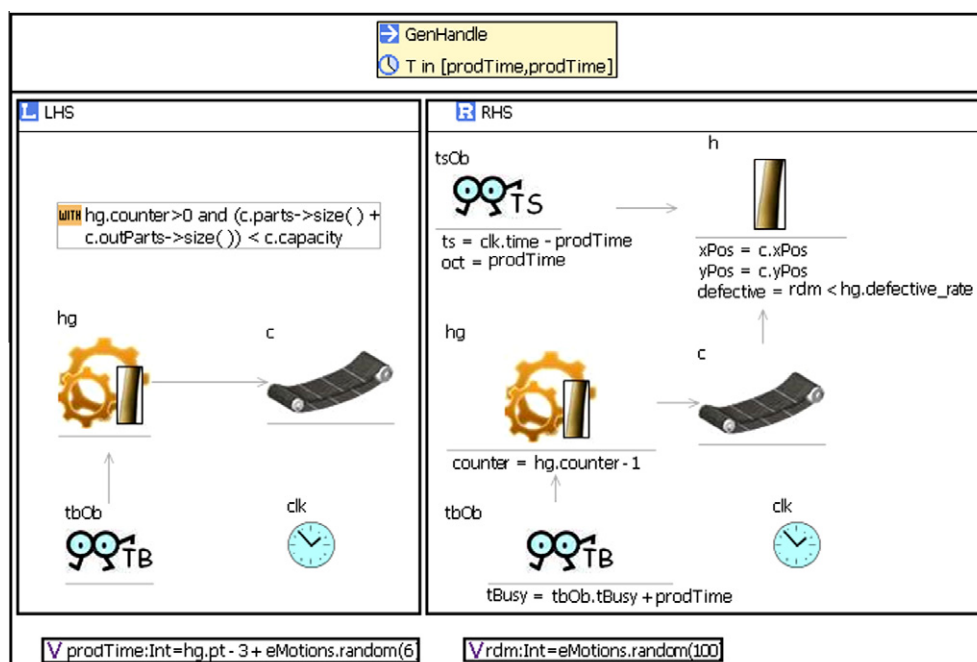 GenHandle
T in [prodTime,prodTime]
L LHS
WITH hg.counter>0 and (c.parts->size() +
c.outParts->size()) < c.capacity
hg
c
tbOb
TB
clk
R RHS
tsOb
TS
ts = clk.time - prodTime
oct = prodTime
h
xPos = c.xPos
yPos = c.yPos
defective = rdm < hg.defective_rate
hg
counter = hg.counter - 1
c
tbOb
TB
tBusy = tbOb.tBusy + prodTime
clk
V prodTime:Int=hg.pt - 3 + eMotions.random(6
V rdm:Int=eMotions.random(100